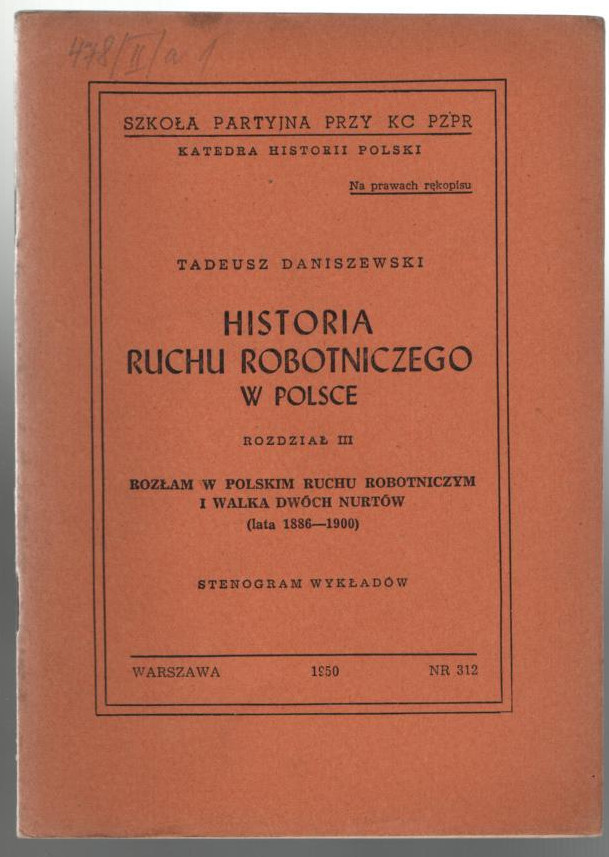 478/II/a 1
SZKOŁA PARTYJNA PRZY KC PZPR
KATEDRA HISTORII POLSKI
Na prawach rękopisu
TADEUSZ DANISZEWSKI
HISTORIA
RUCHU ROBOTNICZEGO
W POLSCE
ROZDZIAŁ III
ROZŁAM W POLSKIM RUCHU ROBOTNICZYM
I WALKA DWÓCH NURTÓW
(lata 1886—1900)
STENOGRAM WYKŁADÓW
WARSZAWA 1950 NR 312